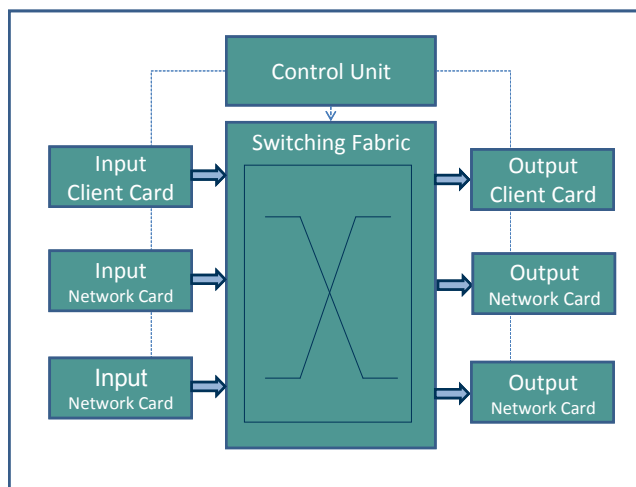 Control Unit
Switching Fabric
Input
Client Card
Output
Client Card
Input
Network Card
Output
Network Card
Input
Network Card
Output
Network Card